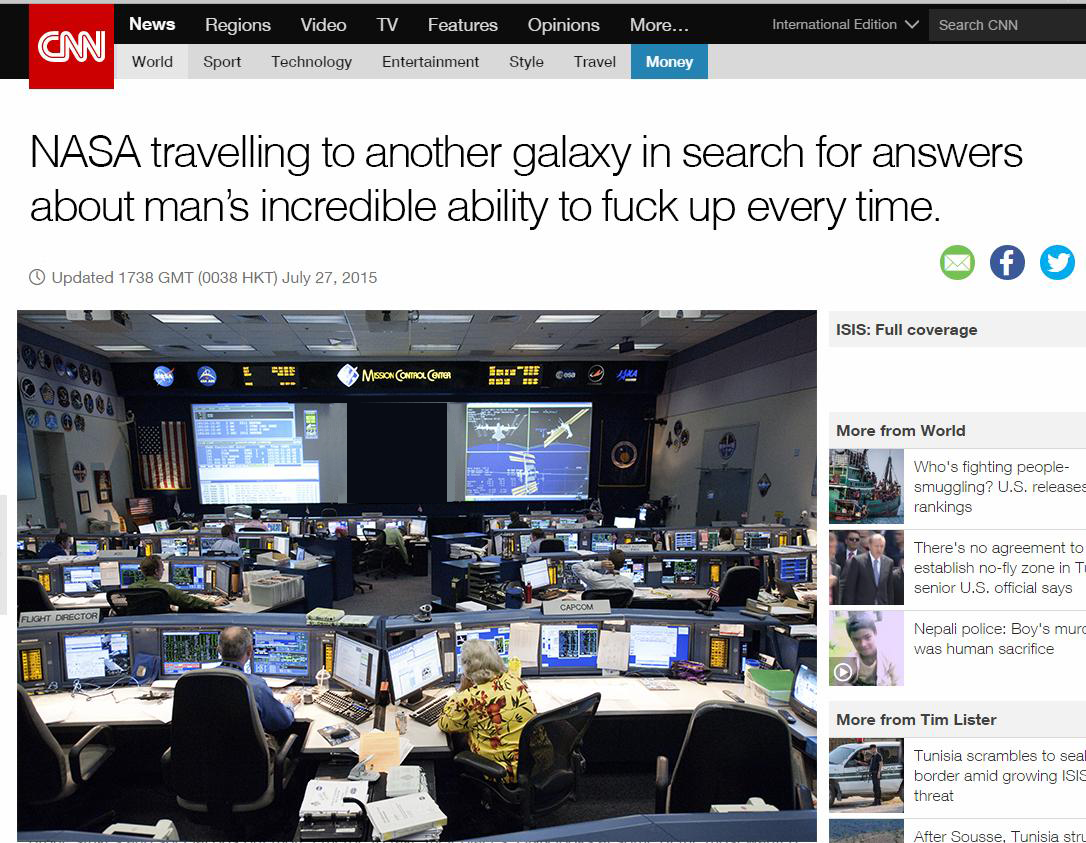 CNN
News Regions Video TV Features Opinions More...
International Edition
Search CNN
World Sport Technology Entertainment Style Travel Money
NASA travelling to another galaxy in search for answers
about man's incredible ability to fuck up every time.
Updated 1738 GMT (0038 HKT) July 27, 2015
MISSION CONTROL CENTER
esa
FLIGHT DIRECTOR
CAPCOM
ISIS: Full coverage
More from World
Who's fighting people-
smuggling? U.S. releases
rankings
There's no agreement to
establish no-fly zone in Tu
senior U.S. official says
Nepali police: Boy's murd
was human sacrifice
More from Tim Lister
Tunisia scrambles to seal
border amid growing ISIS
threat
After Sousse, Tunisia stru